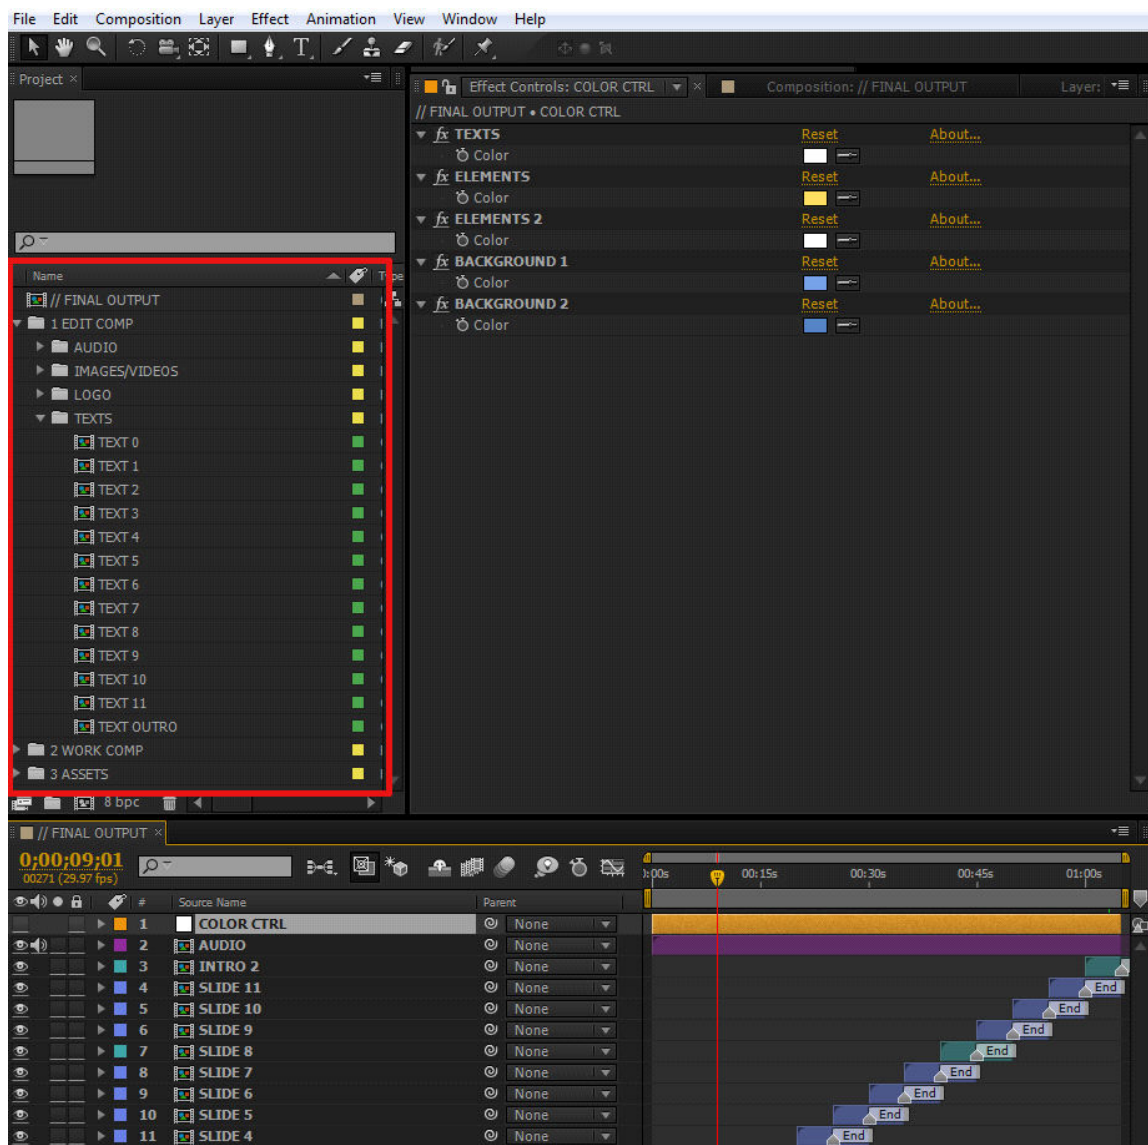 File Edit Composition Layer Effect Animation View Window Help
Project ×
Effect Controls: COLOR CTRL × Composition: // FINAL OUTPUT Layer:
// FINAL OUTPUT • COLOR CTRL
fx TEXTS Reset About...
Color
fx ELEMENTS Reset About...
Color
fx ELEMENTS 2 Reset About...
Color
fx BACKGROUND 1 Reset About...
Color
fx BACKGROUND 2 Reset About...
Color
Name
// FINAL OUTPUT
1 EDIT COMP
AUDIO
IMAGES/VIDEOS
LOGO
TEXTS
TEXT 0
TEXT 1
TEXT 2
TEXT 3
TEXT 4
TEXT 5
TEXT 6
TEXT 7
TEXT 8
TEXT 9
TEXT 10
TEXT 11
TEXT OUTRO
2 WORK COMP
3 ASSETS
8 bpc
// FINAL OUTPUT ×
0;00;09;01
00271 (29.97 fps)
00:15s 00:30s 00:45s 01:00s
# Source Name Parent
1 COLOR CTRL None
2 AUDIO None
3 INTRO 2 None
4 SLIDE 11 None End
5 SLIDE 10 None End
6 SLIDE 9 None End
7 SLIDE 8 None End
8 SLIDE 7 None End
9 SLIDE 6 None End
10 SLIDE 5 None End
11 SLIDE 4 None End